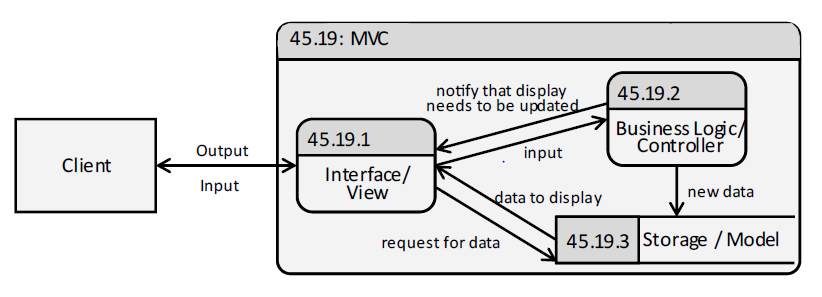 45.19: MVC
notify that display
needs to be updated
45.19.2
Business Logic/
Controller
45.19.1
Interface/
View
Client
Output
Input
input
data to display
new data
request for data
45.19.3
Storage / Model